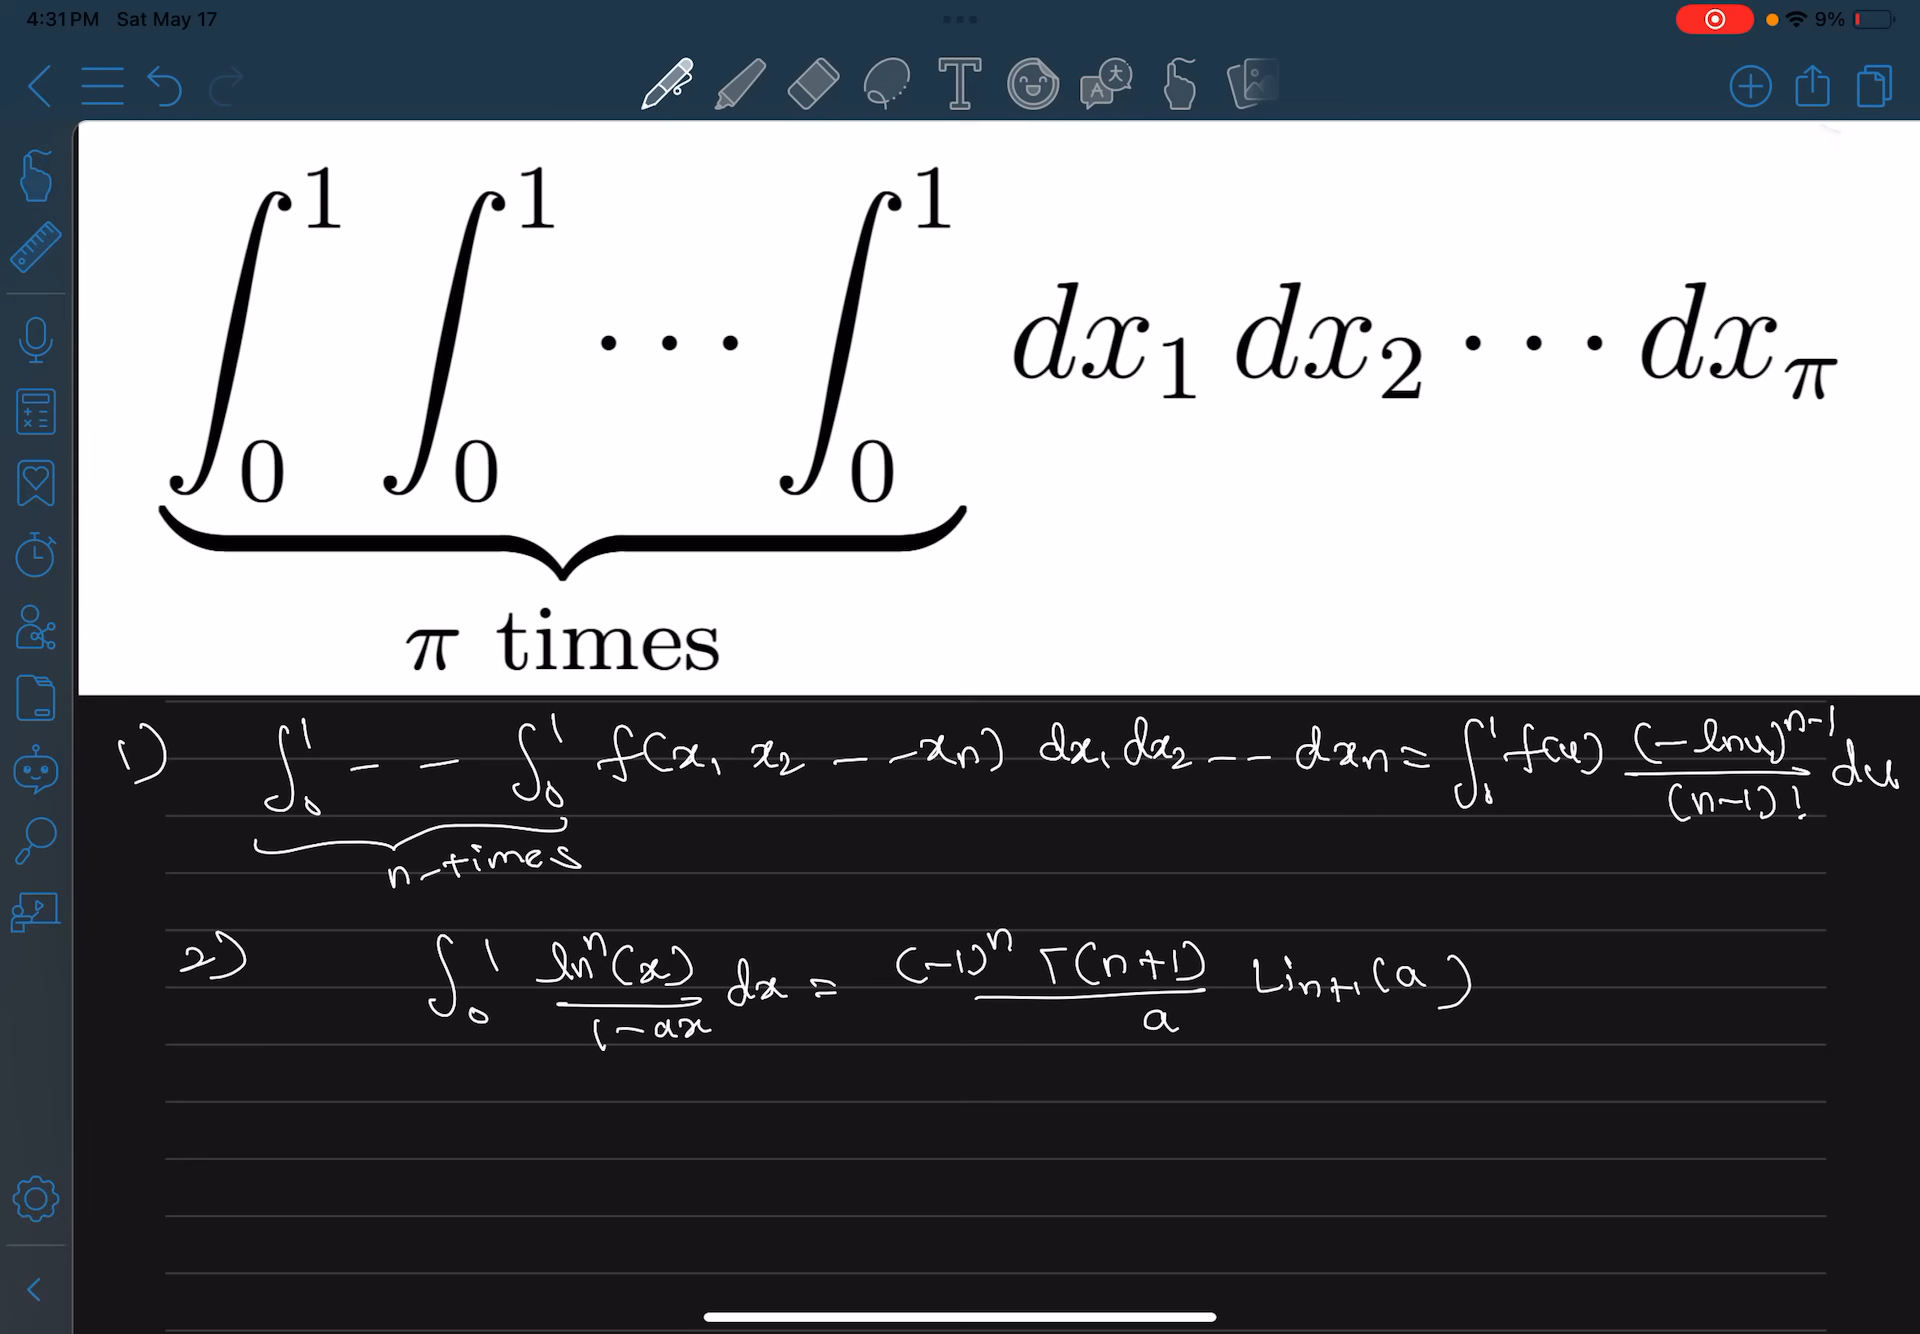 4:31 PM Sat May 17
9%
∫₀¹ ∫₀¹ ··· ∫₀¹ dx₁ dx₂ ··· dx_π
π times
1) ∫₀¹ – – ∫₀¹ f(x₁ x₂ – – xₙ) dx₁ dx₂ – – dxₙ = ∫₀¹ f(u) (–lnu)ⁿ⁻¹/(n–1)! du
n-times
2) ∫₀¹ lnⁿ(x)/(1–ax) dx = (–1)ⁿ Γ(n+1)/a Liₙ₊₁(a)